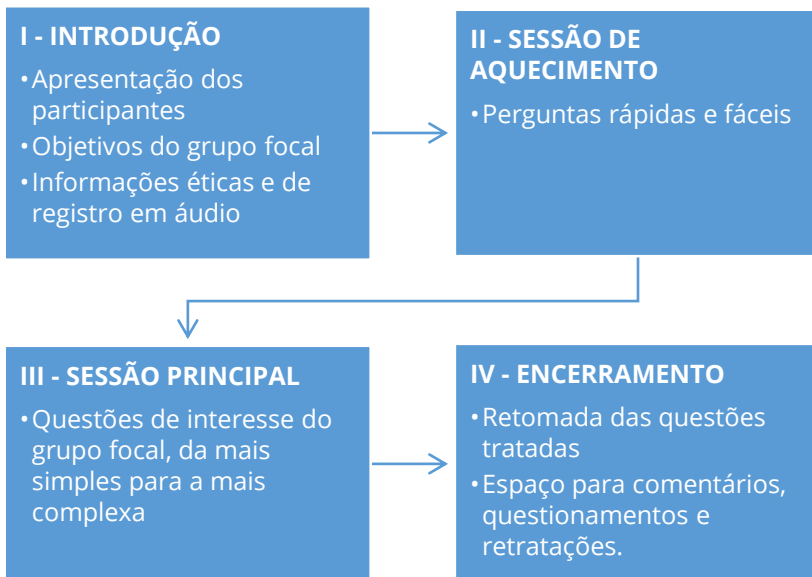 I - INTRODUÇÃO
•Apresentação dos
participantes
•Objetivos do grupo focal
•Informações éticas e de
registro em áudio
II - SESSÃO DE
AQUECIMENTO
•Perguntas rápidas e fáceis
III - SESSÃO PRINCIPAL
•Questões de interesse do
grupo focal, da mais
simples para a mais
complexa
IV - ENCERRAMENTO
•Retomada das questões
tratadas
•Espaço para comentários,
questionamentos e
retratações.